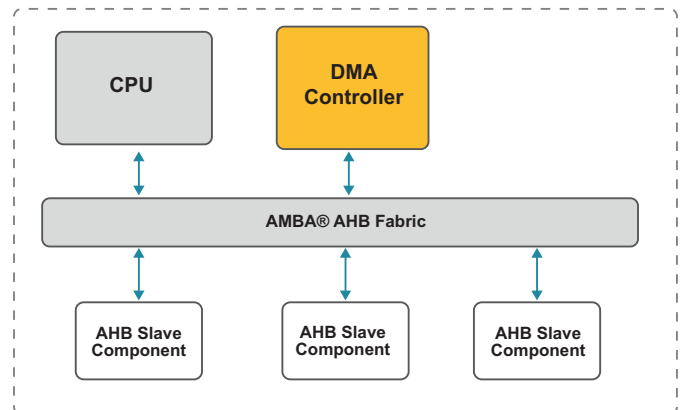 CPU
DMA
Controller
AMBA® AHB Fabric
AHB Slave
Component
AHB Slave
Component
AHB Slave
Component